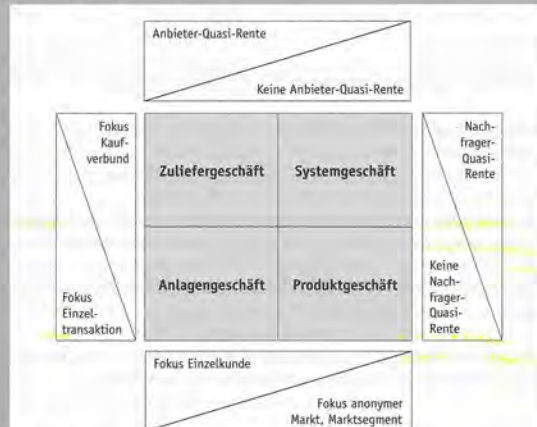 Anbieter-Quasi-Rente
Keine Anbieter-Quasi-Rente
Fokus
Kauf-
verbund
Fokus
Einzel-
transaktion
Zuliefergeschäft
Systemgeschäft
Anlagengeschäft
Produktgeschäft
Nach-
frager-
Quasi-
Rente
Keine
Nach-
frager-
Quasi-
Rente
Fokus Einzelkunde
Fokus anonymer
Markt, Marktsegment